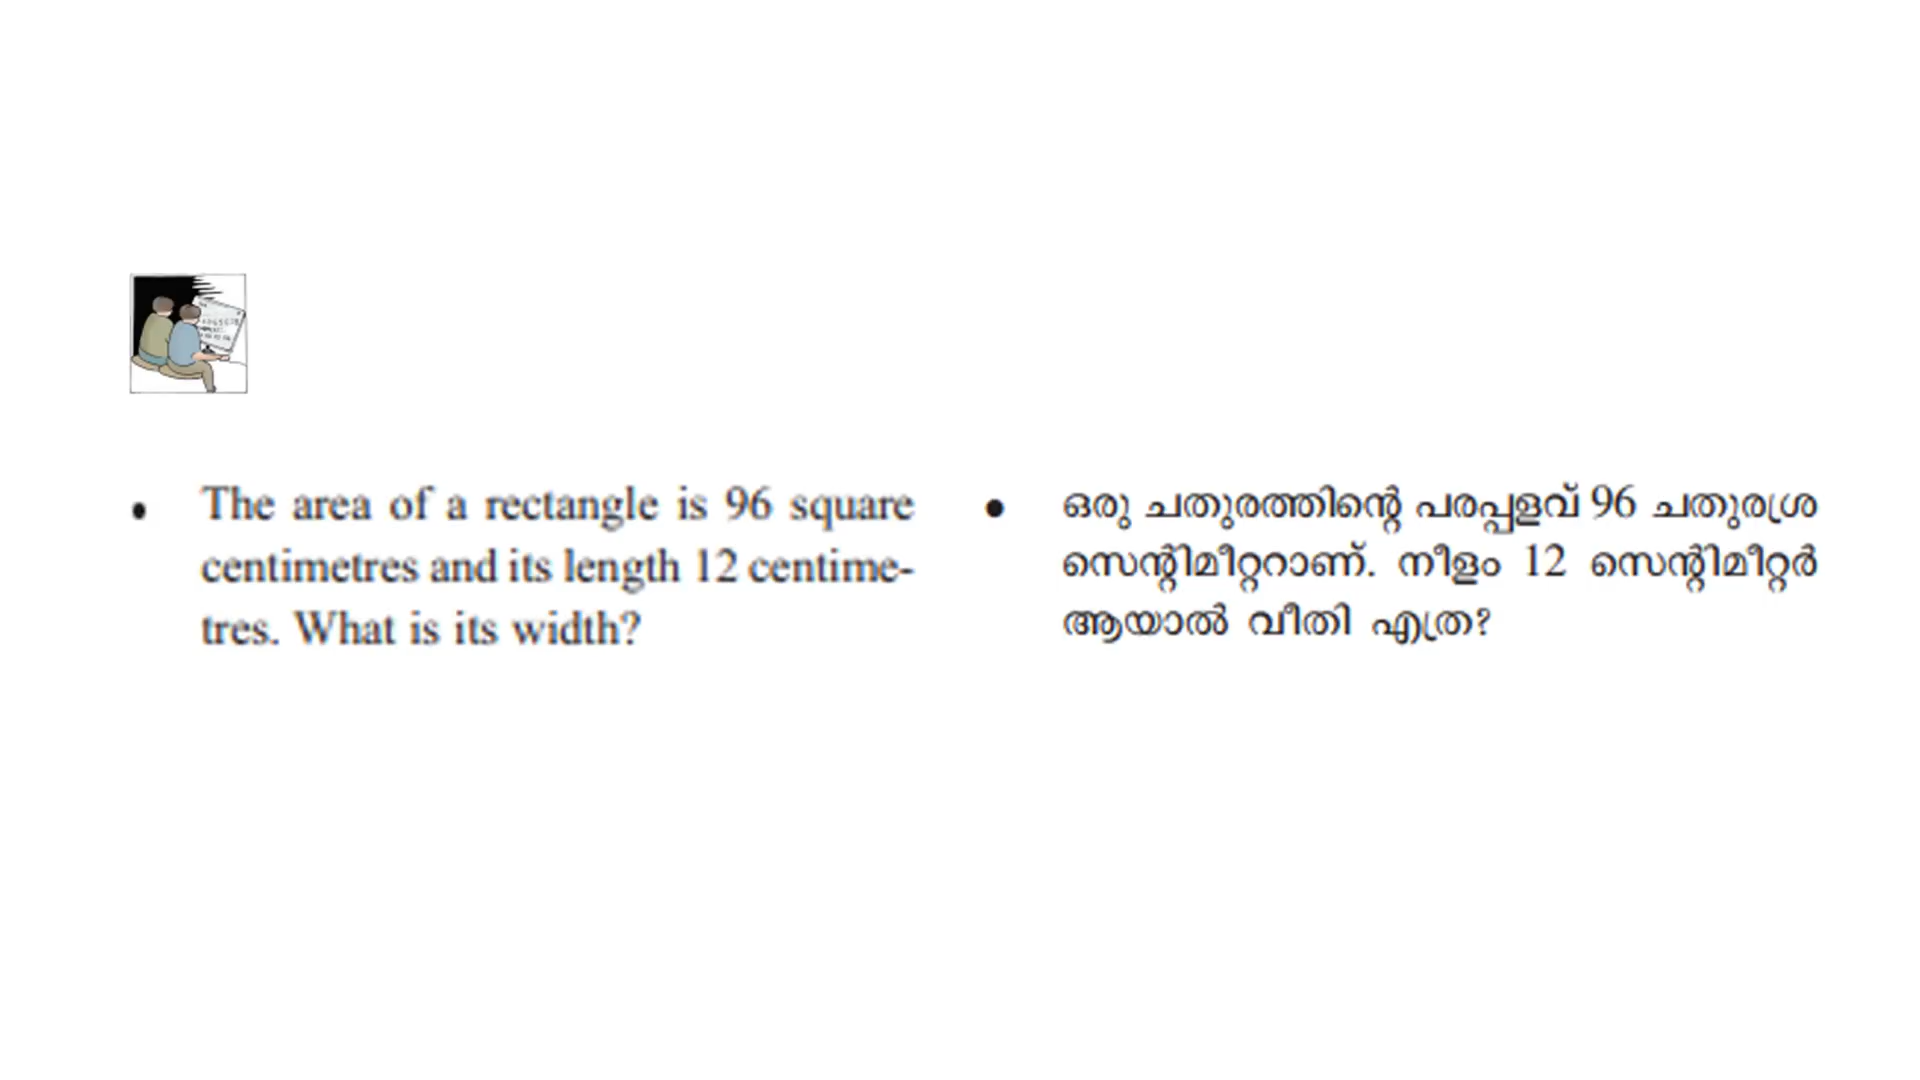 • The area of a rectangle is 96 square
centimetres and its length 12 centime-
tres. What is its width?
• ഒരു ചതുരത്തിന്റെ പരപ്പളവ് 96 ചതുരശ്ര
സെന്റിമീറ്ററാണ്. നീളം 12 സെന്റിമീറ്റർ
ആയാൽ വീതി എത്ര?